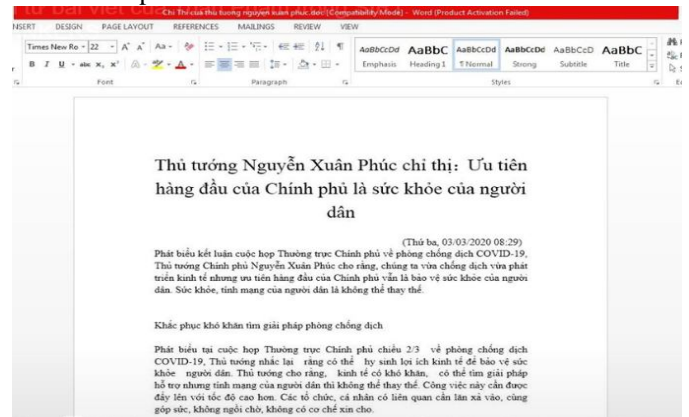 Chi Thi cua thu tuong nguyen xuan phuc.doc [Compatibility Mode] - Word (Product Activation Failed)
NSERT DESIGN PAGE LAYOUT REFERENCES MAILINGS REVIEW VIEW
Times New Ro 22 A A Aa
AaBbCcDd AaBbC AaBbCcDd AaBbCcDd AaBbCcD AaBbC
B I U abc x, x² A
Emphasis Heading 1 ¶ Normal Strong Subtitle Title
Font Paragraph Styles
Thủ tướng Nguyễn Xuân Phúc chỉ thị: Ưu tiên
hàng đầu của Chính phủ là sức khỏe của người
dân
(Thứ ba, 03/03/2020 08:29)
Phát biểu kết luận cuộc họp Thường trực Chính phủ về phòng chống dịch COVID-19,
Thủ tướng Chính phủ Nguyễn Xuân Phúc cho rằng, chúng ta vừa chống dịch vừa phát
triển kinh tế nhưng ưu tiên hàng đầu của Chính phủ vẫn là bảo vệ sức khỏe của người
dân. Sức khỏe, tính mạng của người dân là không thể thay thế.
Khắc phục khó khăn tìm giải pháp phòng chống dịch
Phát biểu tại cuộc họp Thường trực Chính phủ chiều 2/3 về phòng chống dịch
COVID-19, Thủ tướng nhắc lại rằng có thể hy sinh lợi ích kinh tế để bảo vệ sức
khỏe người dân. Thủ tướng cho rằng, kinh tế có khó khăn, có thể tìm giải pháp
hỗ trợ nhưng tính mạng của người dân thì không thể thay thế. Công việc này cần được
đẩy lên với tốc độ cao hơn. Các tổ chức, cá nhân có liên quan cần lăn xả vào, cùng
góp sức, không ngồi chờ, không có cơ chế xin cho.